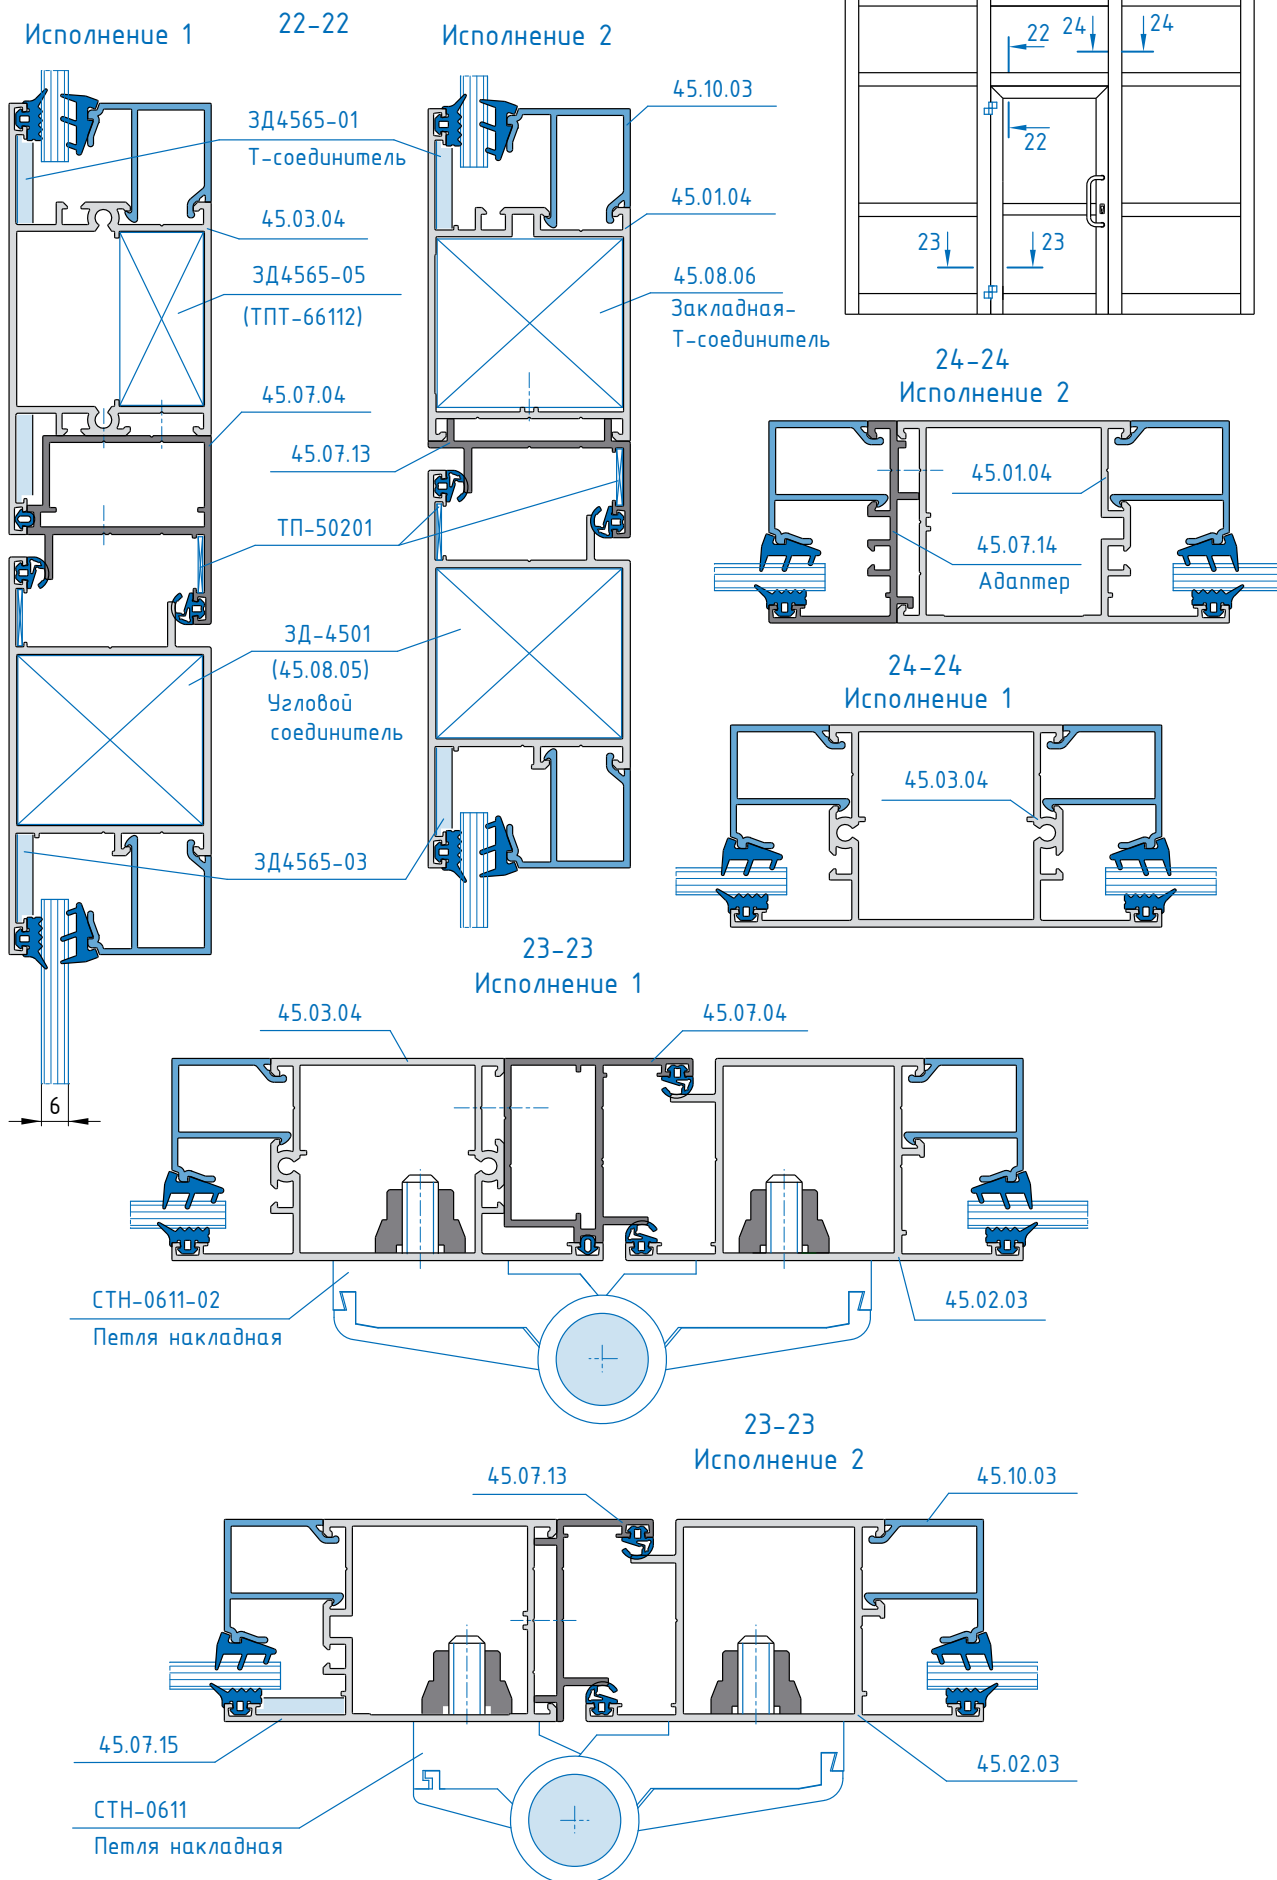 22-22
Исполнение 1
Исполнение 2
ЗД4565-01
Т-соединитель
45.03.04
ЗД4565-05
(ТПТ-66112)
45.07.04
45.07.13
ТП-50201
ЗД-4501
(45.08.05)
Угловой
соединитель
ЗД4565-03
6
45.10.03
45.01.04
45.08.06
Закладная-
Т-соединитель
22
24
24
22
23
23
24-24
Исполнение 2
45.01.04
45.07.14
Адаптер
24-24
Исполнение 1
45.03.04
23-23
Исполнение 1
45.03.04
45.07.04
СТН-0611-02
Петля накладная
45.02.03
23-23
Исполнение 2
45.07.13
45.10.03
45.07.15
45.02.03
СТН-0611
Петля накладная